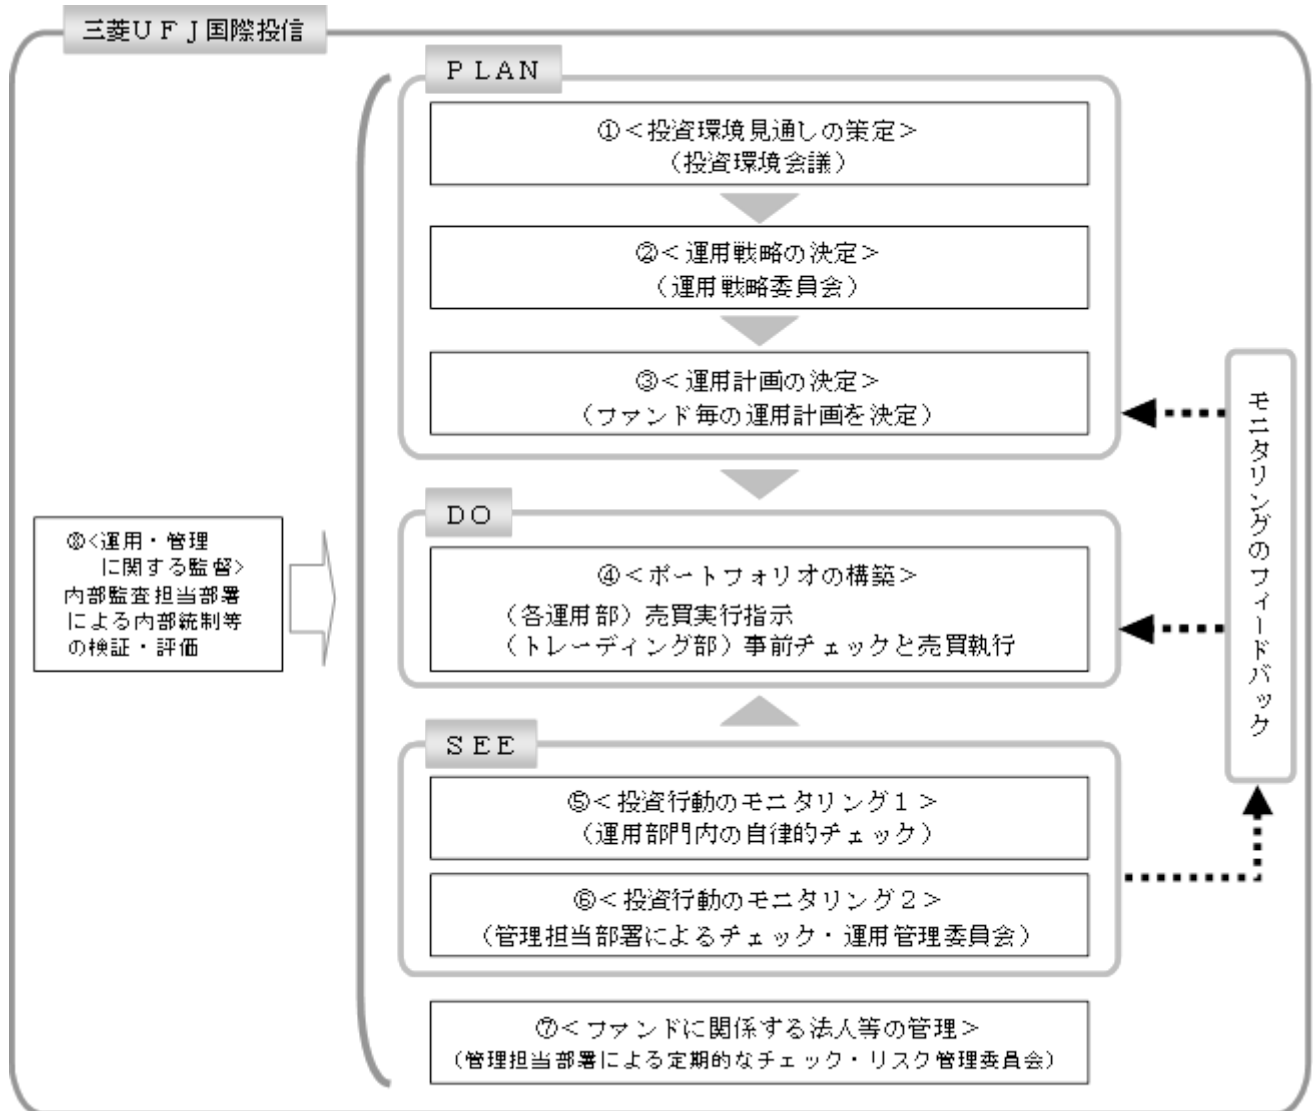 三菱ＵＦＪ国際投信
ＰＬＡＮ
①＜投資環境見通しの策定＞
（投資環境会議）
②＜運用戦略の決定＞
（運用戦略委員会）
③＜運用計画の決定＞
（ファンド毎の運用計画を決定）
ＤＯ
④＜ポートフォリオの構築＞
（各運用部）売買実行指示
（トレーディング部）事前チェックと売買執行
ＳＥＥ
⑤＜投資行動のモニタリング１＞
（運用部門内の自律的チェック）
⑥＜投資行動のモニタリング２＞
（管理担当部署によるチェック・運用管理委員会）
⑦＜ファンドに関係する法人等の管理＞
（管理担当部署による定期的なチェック・リスク管理委員会）
⑧<運用・管理
に関する監督>
内部監査担当部署
による内部統制等
の検証・評価
モニタリングのフィードバック